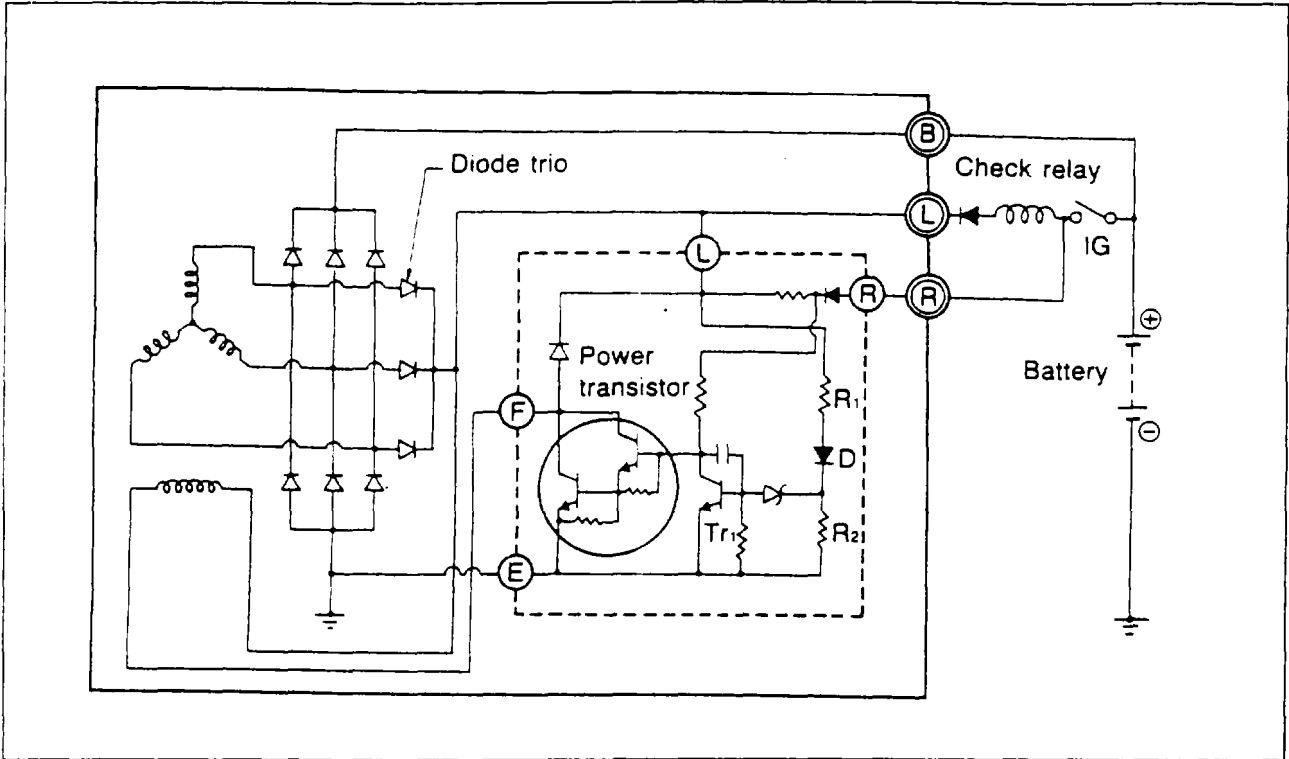 B
Diode trio
Check relay
L
IG
L
R
R
⊕
Power
transistor
Battery
R₁
F
⊖
D
Tr₁
R₂
E